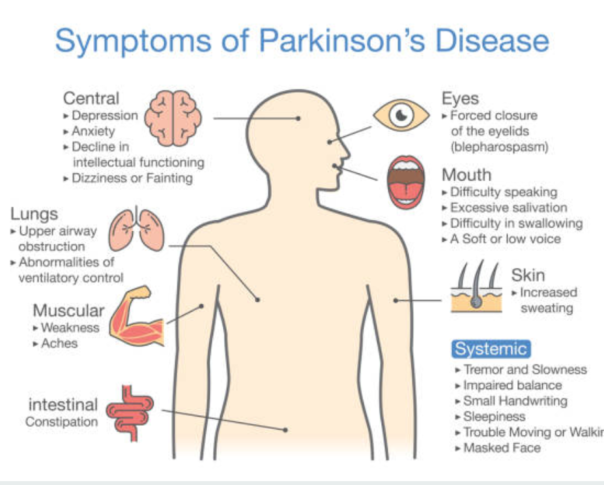 Symptoms of Parkinson's Disease
Central
▸ Depression
▸ Anxiety
▸ Decline in
intellectual functioning
▸ Dizziness or Fainting
Eyes
▸ Forced closure
of the eyelids
(blepharospasm)
Mouth
▸ Difficulty speaking
▸ Excessive salivation
▸ Difficulty in swallowing
▸ A Soft or low voice
Lungs
▸ Upper airway
obstruction
▸ Abnormalities of
ventilatory control
Skin
▸ Increased
sweating
Muscular
▸ Weakness
▸ Aches
intestinal
Constipation
Systemic
▸ Tremor and Slowness
▸ Impaired balance
▸ Small Handwriting
▸ Sleepiness
▸ Trouble Moving or Walkin
▸ Masked Face